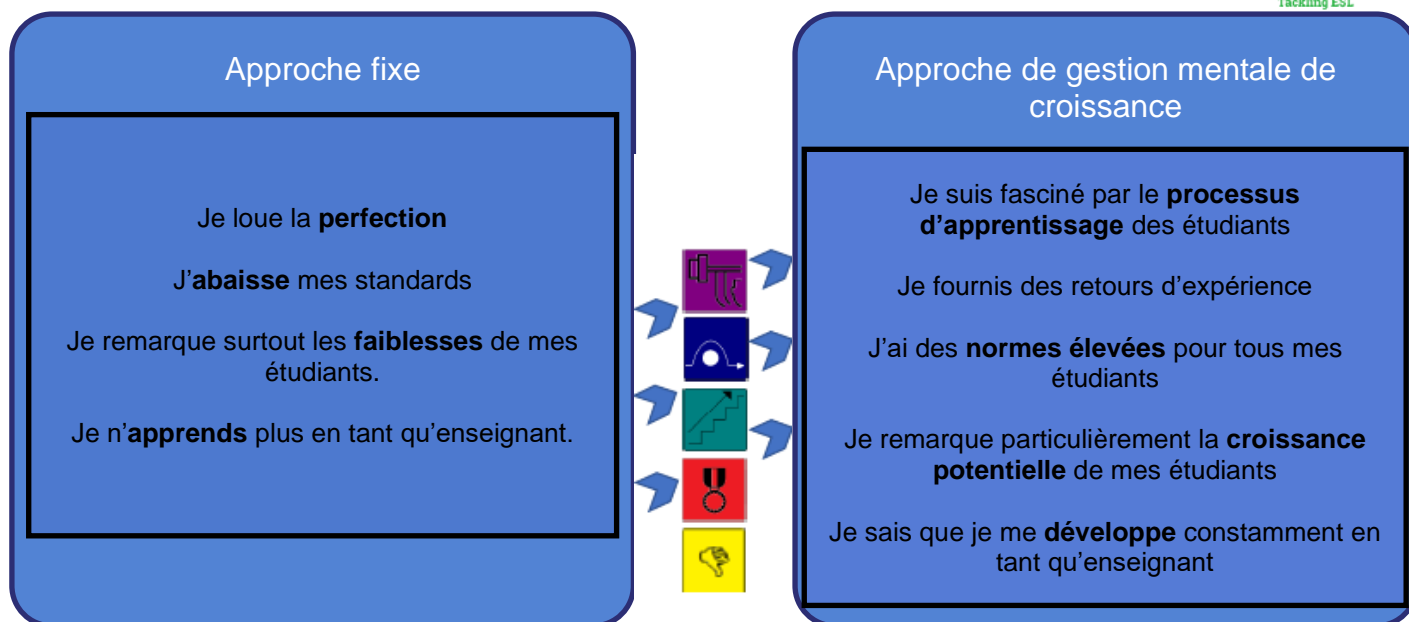 Tackling ESL
Approche fixe
Je loue la perfection
J'abaisse mes standards
Je remarque surtout les faiblesses de mes
étudiants.
Je n'apprends plus en tant qu'enseignant.
Approche de gestion mentale de
croissance
Je suis fasciné par le processus
d'apprentissage des étudiants
Je fournis des retours d'expérience
J'ai des normes élevées pour tous mes
étudiants
Je remarque particulièrement la croissance
potentielle de mes étudiants
Je sais que je me développe constamment en
tant qu'enseignant